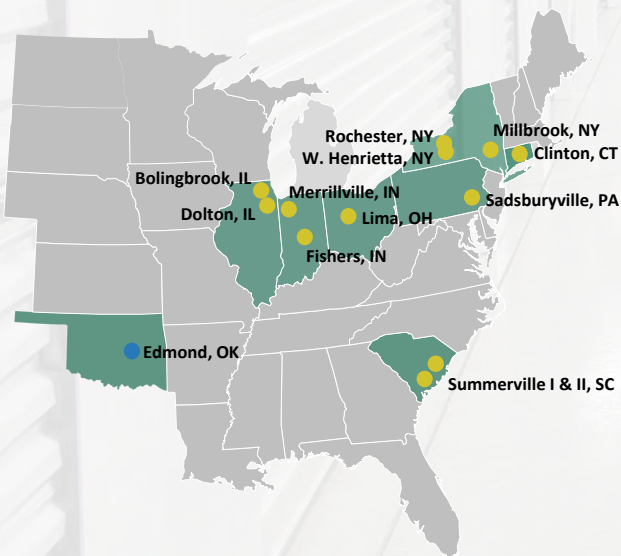 Rochester, NY
Millbrook, NY
W. Henrietta, NY
Clinton, CT
Bolingbrook, IL
Merrillville, IN
Sadsburyville, PA
Dolton, IL
Lima, OH
Fishers, IN
Edmond, OK
Summerville I & II, SC